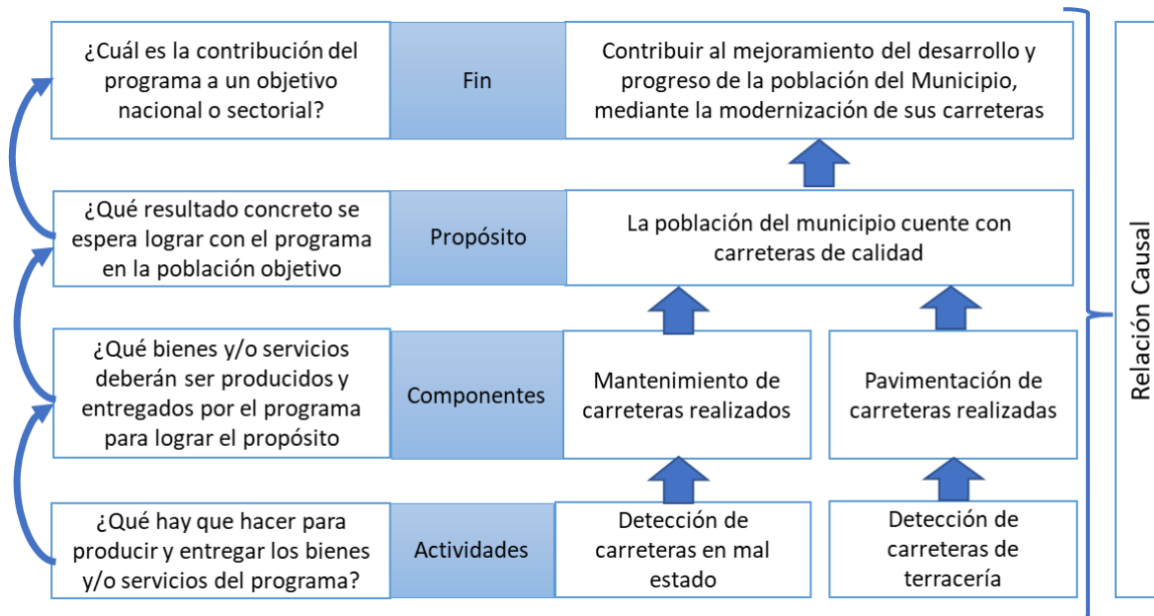 ¿Cuál es la contribución del
programa a un objetivo
nacional o sectorial?
Fin
Contribuir al mejoramiento del desarrollo y
progreso de la población del Municipio,
mediante la modernización de sus carreteras
¿Qué resultado concreto se
espera lograr con el programa
en la población objetivo
Propósito
La población del municipio cuente con
carreteras de calidad
¿Qué bienes y/o servicios
deberán ser producidos y
entregados por el programa
para lograr el propósito
Componentes
Mantenimiento de
carreteras realizados
Pavimentación de
carreteras realizadas
¿Qué hay que hacer para
producir y entregar los bienes
y/o servicios del programa?
Actividades
Detección de
carreteras en mal
estado
Detección de
carreteras de
terracería
Relación Causal